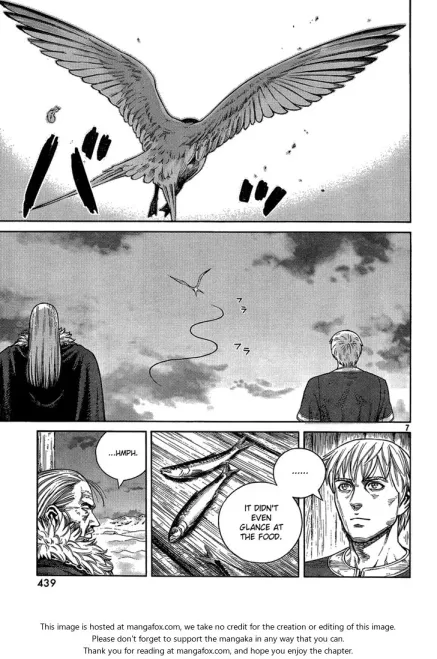 バ
バッ
7
フラ
フラ
...HMPH.
......
IT DIDN'T
EVEN
GLANCE AT
THE FOOD.
439
This image is hosted at mangafox.com, we take no credit for the creation or editing of this image.
Please don't forget to support the mangaka in any way that you can.
Thank you for reading at mangafox.com, and hope you enjoy the chapter.